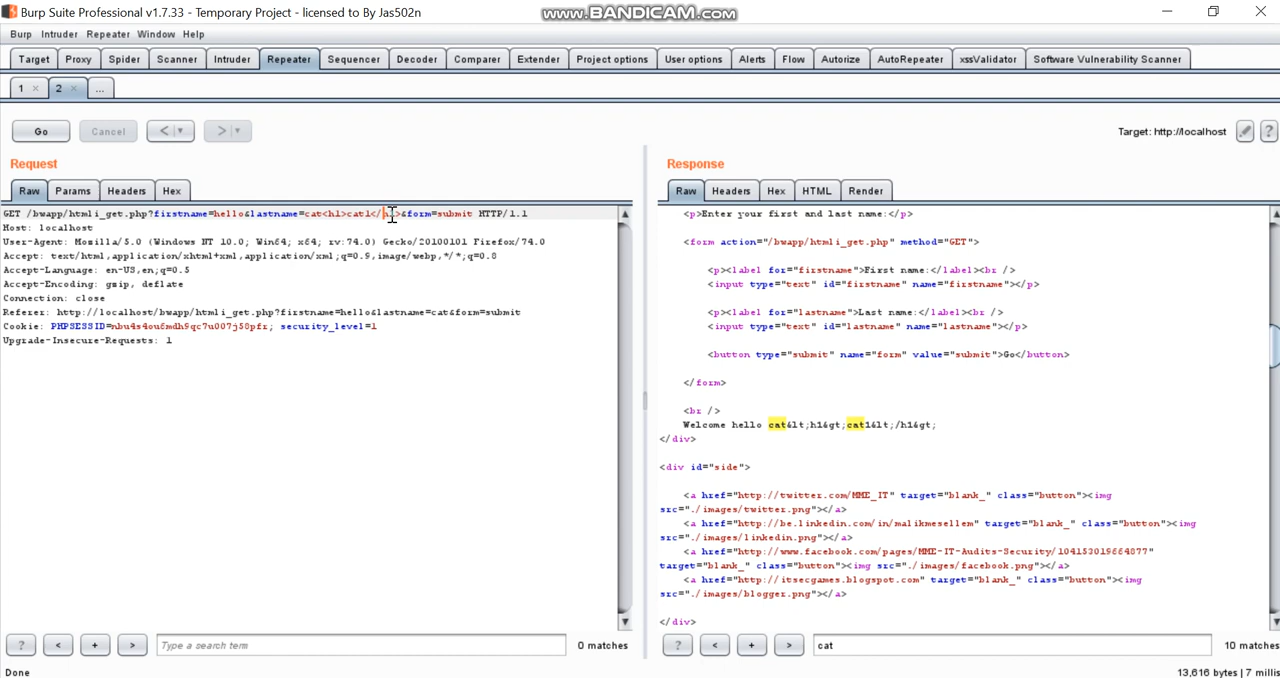 Burp Suite Professional v1.7.33 - Temporary Project - licensed to By Jas502n
www.BANDICAM.com
Burp Intruder Repeater Window Help
Target Proxy Spider Scanner Intruder Repeater Sequencer Decoder Comparer Extender Project options User options Alerts Flow Autorize AutoRepeater xssValidator Software Vulnerability Scanner
1 × 2 × ...
Go Cancel < > Target: http://localhost ?
Request
Raw Params Headers Hex
GET /bwapp/htmli_get.php?firstname=hello&lastname=cat<h1>cat1</h1>&form=submit HTTP/1.1
Host: localhost
User-Agent: Mozilla/5.0 (Windows NT 10.0; Win64; x64; rv:74.0) Gecko/20100101 Firefox/74.0
Accept: text/html,application/xhtml+xml,application/xml;q=0.9,image/webp,*/*;q=0.8
Accept-Language: en-US,en;q=0.5
Accept-Encoding: gzip, deflate
Connection: close
Referer: http://localhost/bwapp/htmli_get.php?firstname=hello&lastname=cat&form=submit
Cookie: PHPSESSID=nbu4s4ou6mdh9qc7u007j58pfr; security_level=1
Upgrade-Insecure-Requests: 1
? < + > Type a search term 0 matches
Response
Raw Headers Hex HTML Render
<p>Enter your first and last name:</p>
<form action="/bwapp/htmli_get.php" method="GET">
<p><label for="firstname">First name:</label><br />
<input type="text" id="firstname" name="firstname"></p>
<p><label for="lastname">Last name:</label><br />
<input type="text" id="lastname" name="lastname"></p>
<button type="submit" name="form" value="submit">Go</button>
</form>
<br />
Welcome hello cat&lt;h1&gt;cat1&lt;/h1&gt;
</div>
<div id="side">
<a href="http://twitter.com/MME_IT" target="blank_" class="button"><img
src="./images/twitter.png"></a>
<a href="http://be.linkedin.com/in/malikmesellem" target="blank_" class="button"><img
src="./images/linkedin.png"></a>
<a href="http://www.facebook.com/pages/MME-IT-Audits-Security/104153019664877"
target="blank_" class="button"><img src="./images/facebook.png"></a>
<a href="http://itsecgames.blogspot.com" target="blank_" class="button"><img
src="./images/blogger.png"></a>
</div>
? < + > cat 10 matches
Done
13,616 bytes | 7 millis